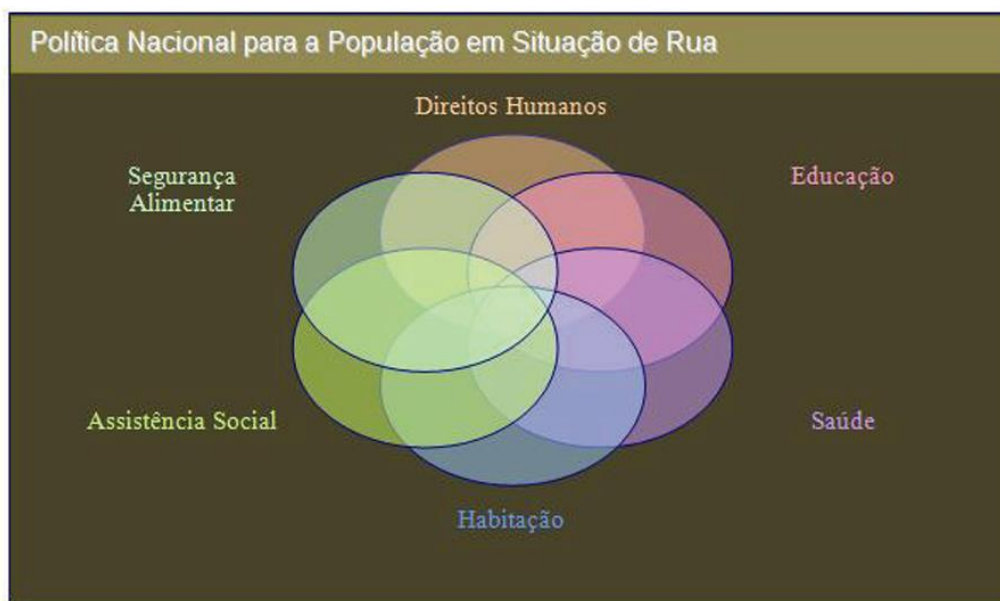 Política Nacional para a População em Situação de Rua
Direitos Humanos
Segurança
Alimentar
Educação
Assistência Social
Saúde
Habitação